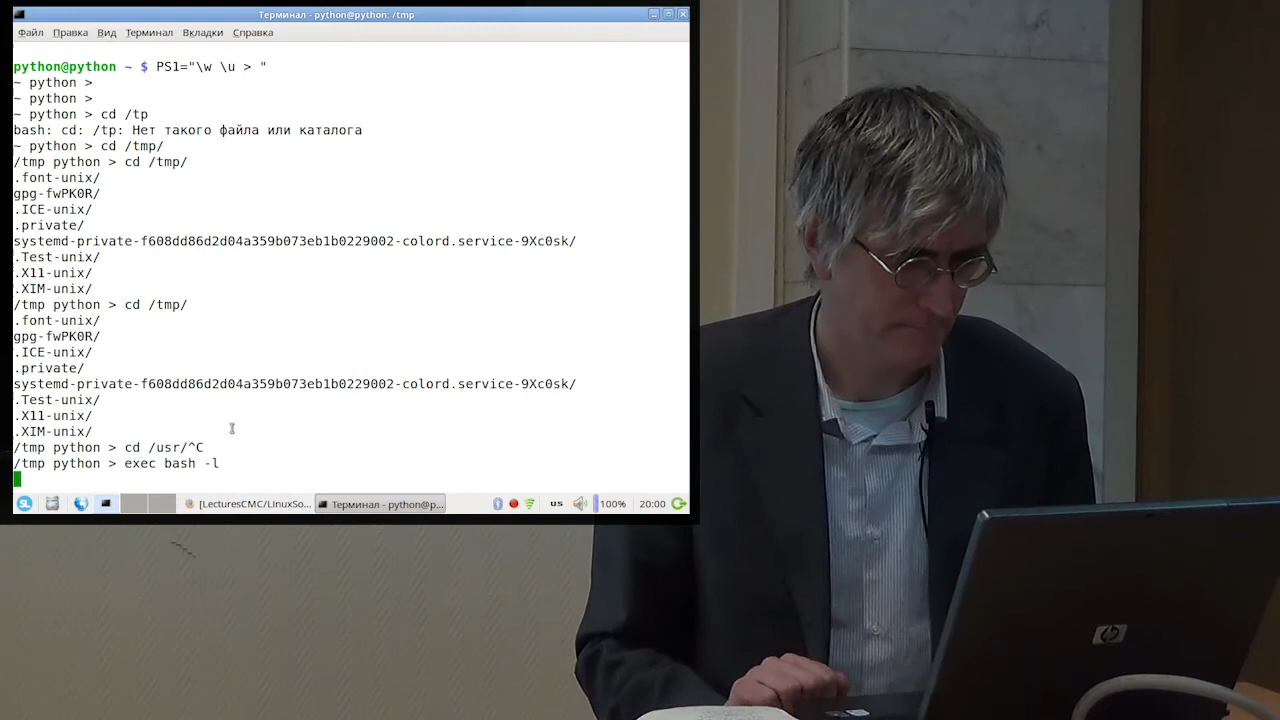 Терминал - python@python: /tmp
Файл Правка Вид Терминал Вкладки Справка
python@python ~ $ PS1="\w \u > "
~ python >
~ python >
~ python > cd /tp
bash: cd: /tp: Нет такого файла или каталога
~ python > cd /tmp/
/tmp python > cd /tmp/
.font-unix/
gpg-fwPK0R/
.ICE-unix/
.private/
systemd-private-f608dd86d2d04a359b073eb1b0229002-colord.service-9Xc0sk/
.Test-unix/
.X11-unix/
.XIM-unix/
/tmp python > cd /tmp/
.font-unix/
gpg-fwPK0R/
.ICE-unix/
.private/
systemd-private-f608dd86d2d04a359b073eb1b0229002-colord.service-9Xc0sk/
.Test-unix/
.X11-unix/
.XIM-unix/
/tmp python > cd /usr/^C
/tmp python > exec bash -l
SL [LecturesCMC/LinuxSo... Терминал - python@p... us 100% 20:00
hp